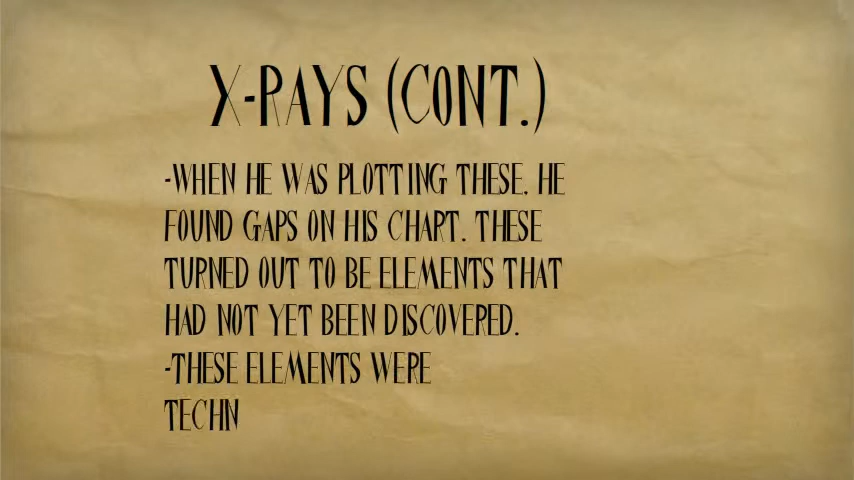 X-RAYS (CONT.)
-WHEN HE WAS PLOTTING THESE, HE
FOUND GAPS ON HIS CHART. THESE
TURNED OUT TO BE ELEMENTS THAT
HAD NOT YET BEEN DISCOVERED.
-THESE ELEMENTS WERE
TECHN